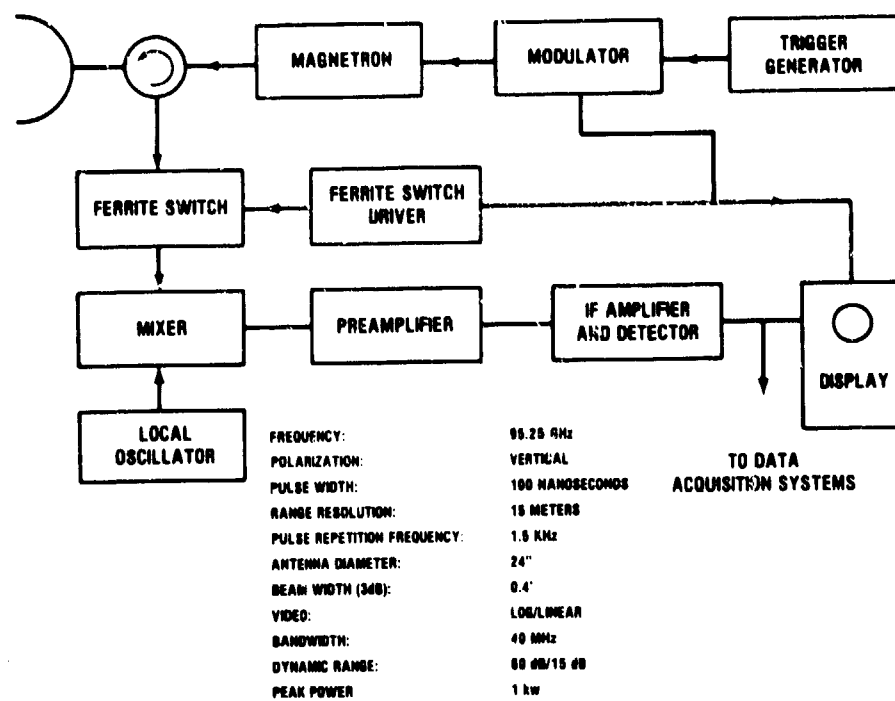 MAGNETRON
MODULATOR
TRIGGER
GENERATOR
FERRITE SWITCH
FERRITE SWITCH
DRIVER
MIXER
PREAMPLIFIER
IF AMPLIFIER
AND DETECTOR
DISPLAY
LOCAL
OSCILLATOR
TO DATA
ACQUISITION SYSTEMS
FREQUENCY: 95.25 GHz
POLARIZATION: VERTICAL
PULSE WIDTH: 100 NANOSECONDS
RANGE RESOLUTION: 15 METERS
PULSE REPETITION FREQUENCY: 1.5 KHz
ANTENNA DIAMETER: 24"
BEAM WIDTH (3dB): 0.4°
VIDEO: LOG/LINEAR
BANDWIDTH: 40 MHz
DYNAMIC RANGE: dB/15 dB
PEAK POWER 1 kw